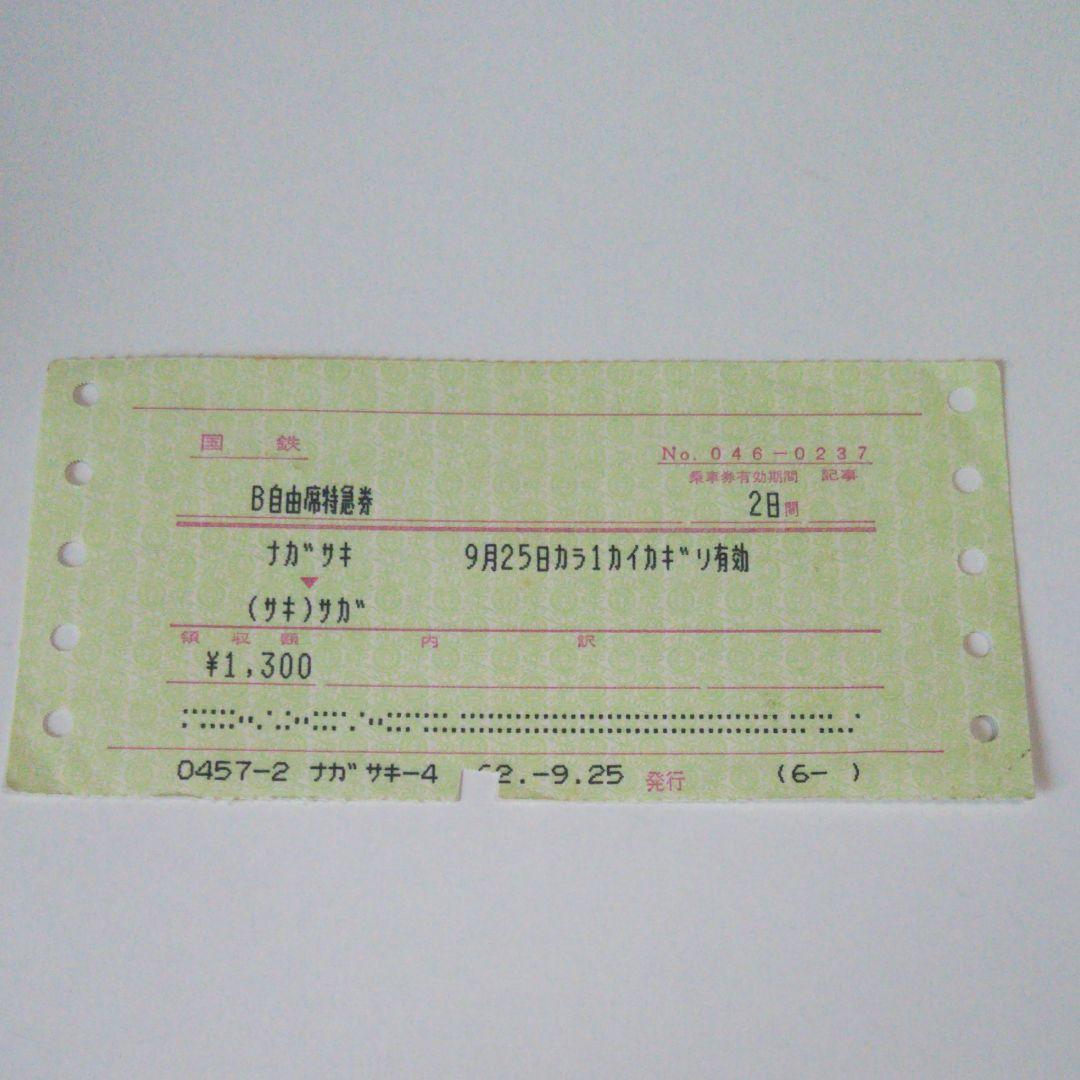 国 鉄
No. 046-0237
乗車券有効期間 記事
B自由席特急券 2日間
ナガサキ 9月25日カラ1カイカギリ有効
▼
(サキ)サガ
領収額 内訳
¥1,300
0457-2 ナガサキ-4 62.-9.25 発行 (6- )